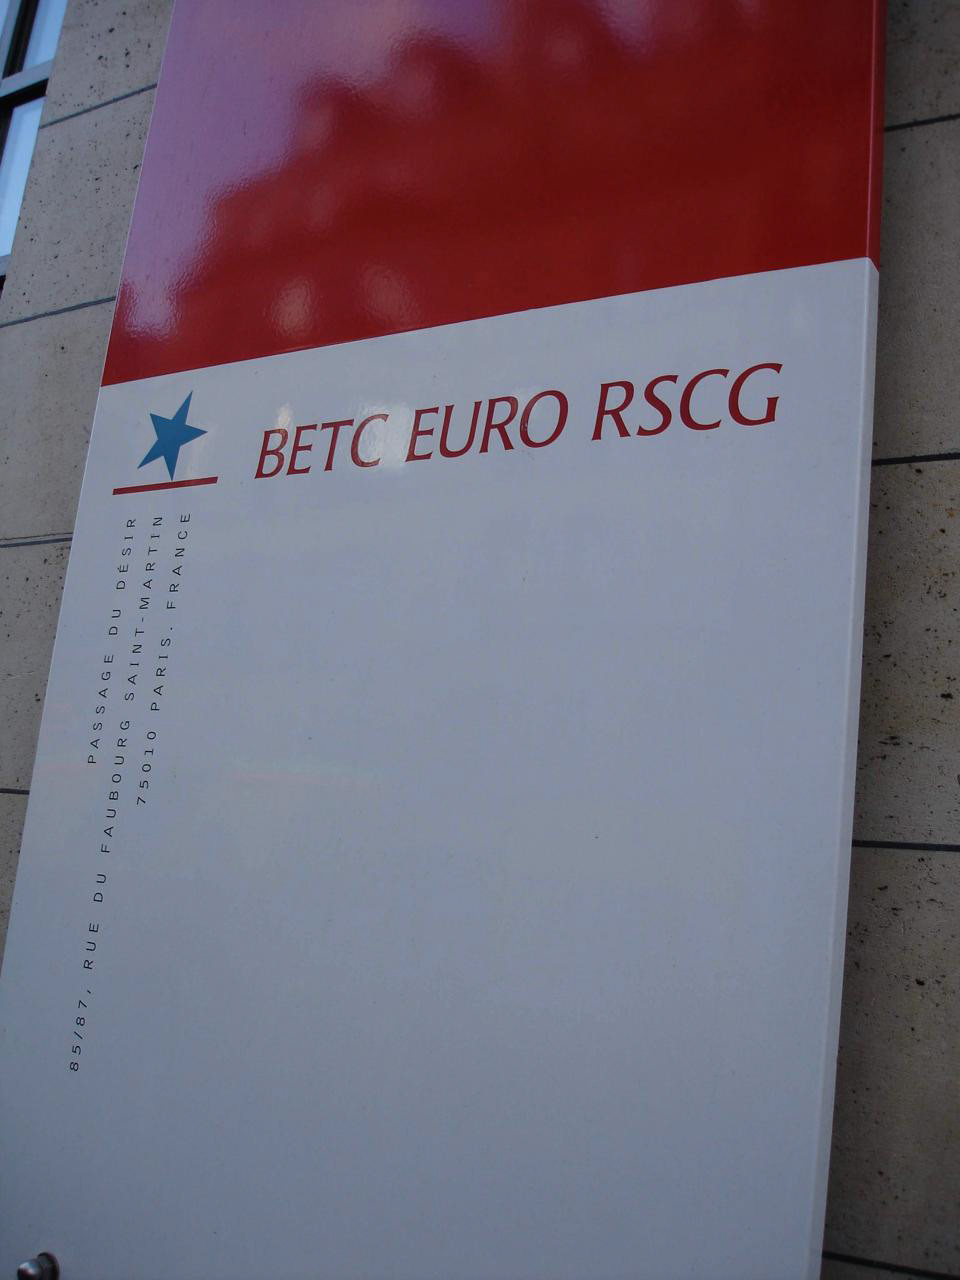 BETC EURO RSCG
PASSAGE DU DÉSIR
85/87, RUE DU FAUBOURG SAINT-MARTIN
75010 PARIS. FRANCE